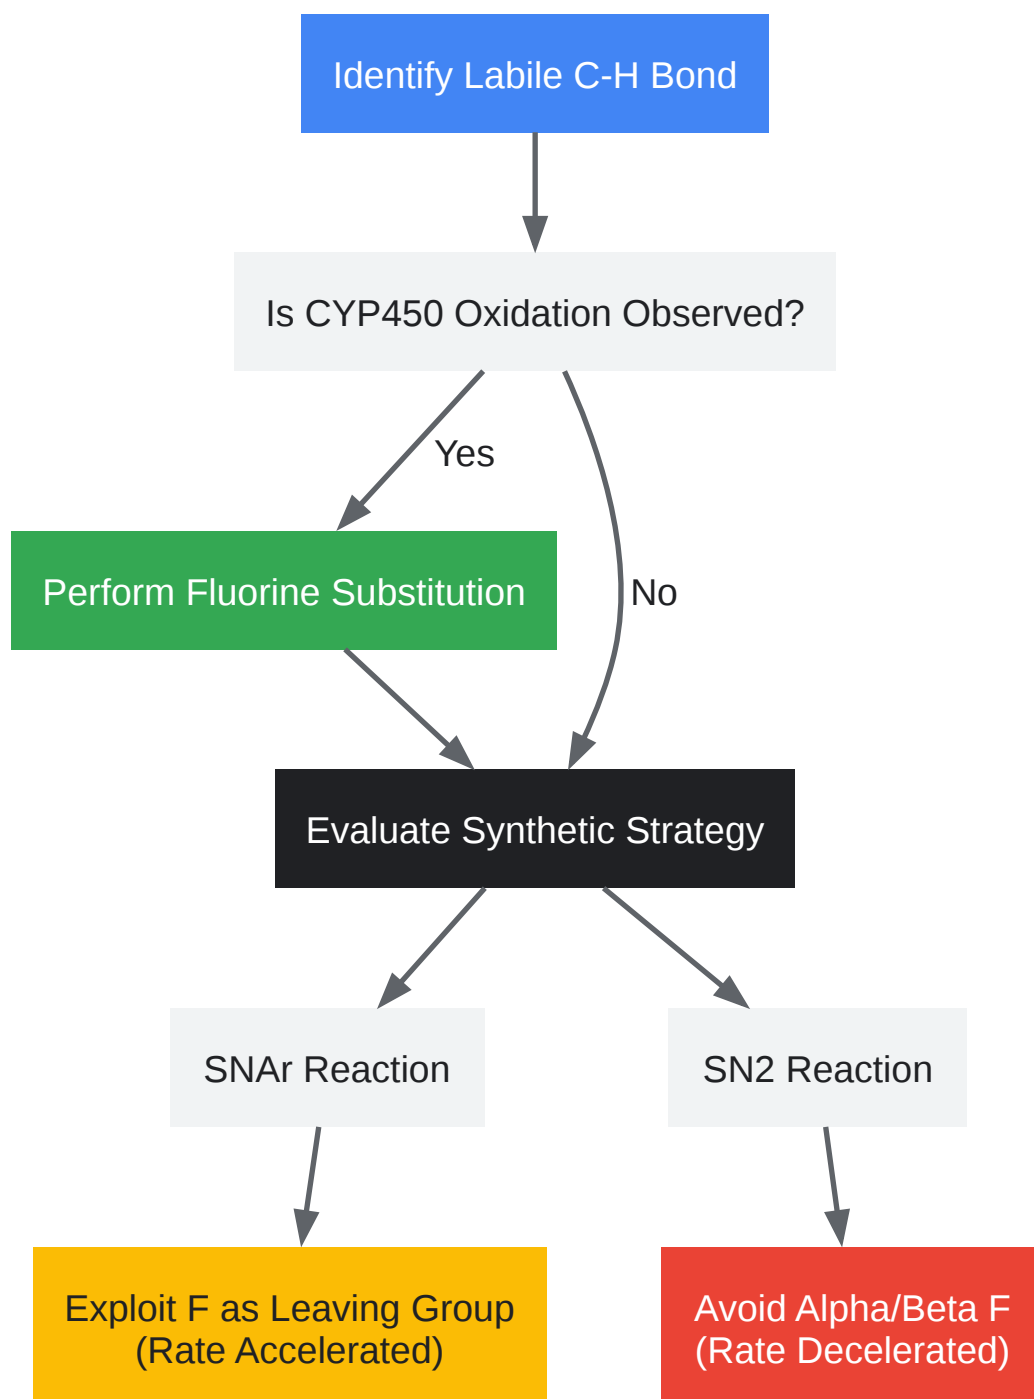 Identify Labile C-H Bond
Is CYP450 Oxidation Observed?
Yes
Perform Fluorine Substitution
No
Evaluate Synthetic Strategy
SNAr Reaction
SN2 Reaction
Exploit F as Leaving Group
(Rate Accelerated)
Avoid Alpha/Beta F
(Rate Decelerated)